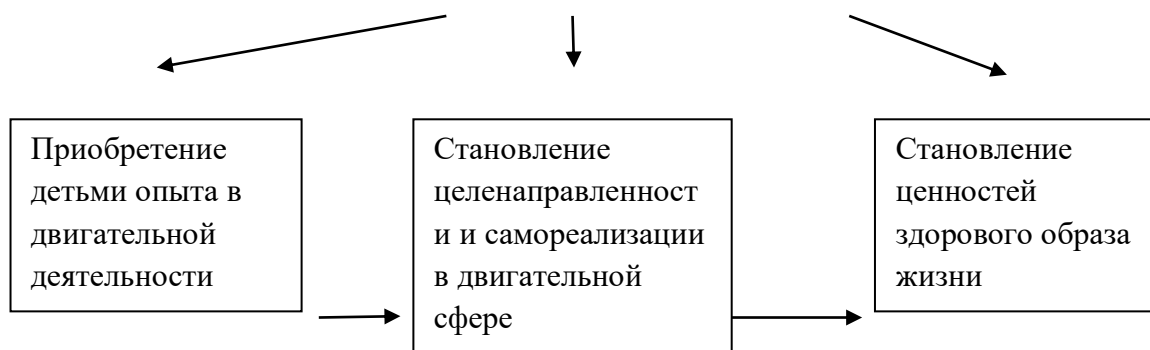 Приобретение
детьми опыта в
двигательной
деятельности
Становление
целенаправленност
и и самореализации
в двигательной
сфере
Становление
ценностей
здорового образа
жизни